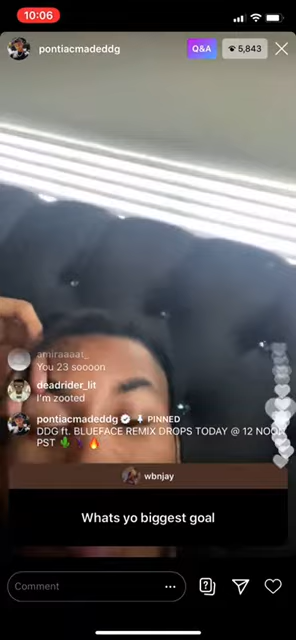 10:06
pontiacmadeddg
Q&A
5,843
amiraaaat_
You 23 soooon
deadrider_lit
I'm zooted
pontiacmadeddg PINNED
DDG ft. BLUEFACE REMIX DROPS TODAY @ 12 NOON
PST
wbnjay
Whats yo biggest goal
Comment